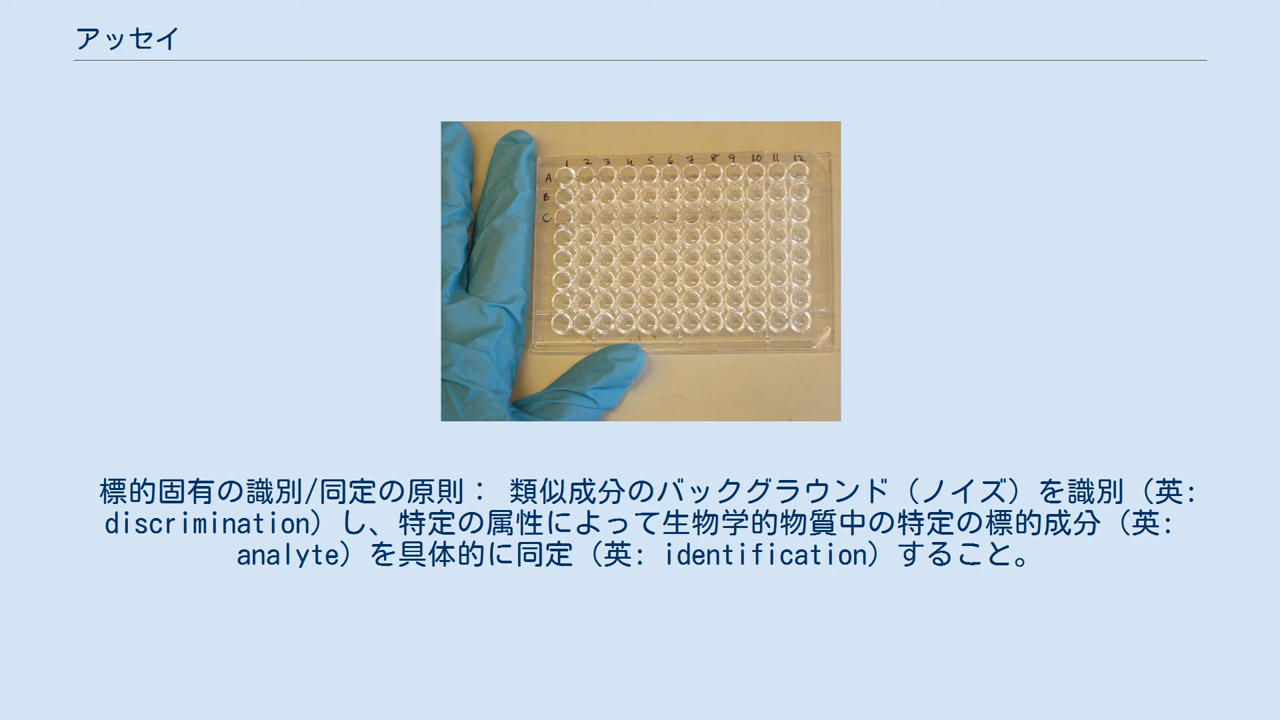 アッセイ
1 2 3 4 5 6 7 8 9 10 11 12
A
B
C
標的固有の識別/同定の原則： 類似成分のバックグラウンド（ノイズ）を識別（英:
discrimination）し、特定の属性によって生物学的物質中の特定の標的成分（英:
analyte）を具体的に同定（英: identification）すること。